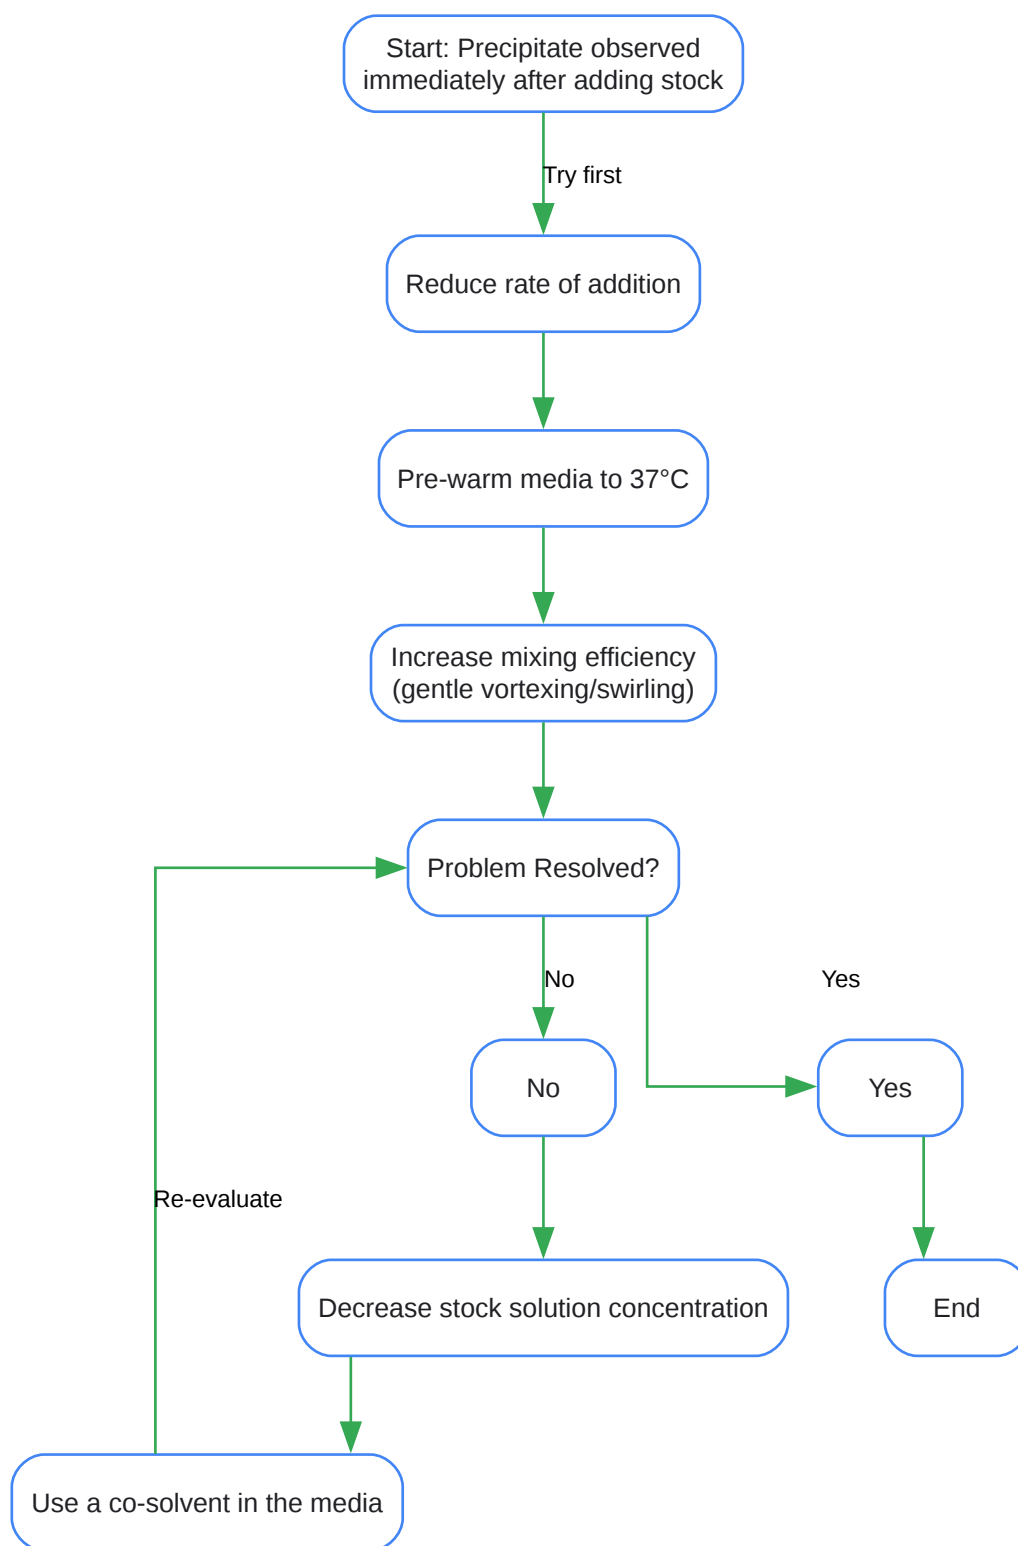 Start: Precipitate observed
immediately after adding stock
Try first
Reduce rate of addition
Pre-warm media to 37°C
Increase mixing efficiency
(gentle vortexing/swirling)
Problem Resolved?
No
Yes
No
Yes
Re-evaluate
Decrease stock solution concentration
End
Use a co-solvent in the media